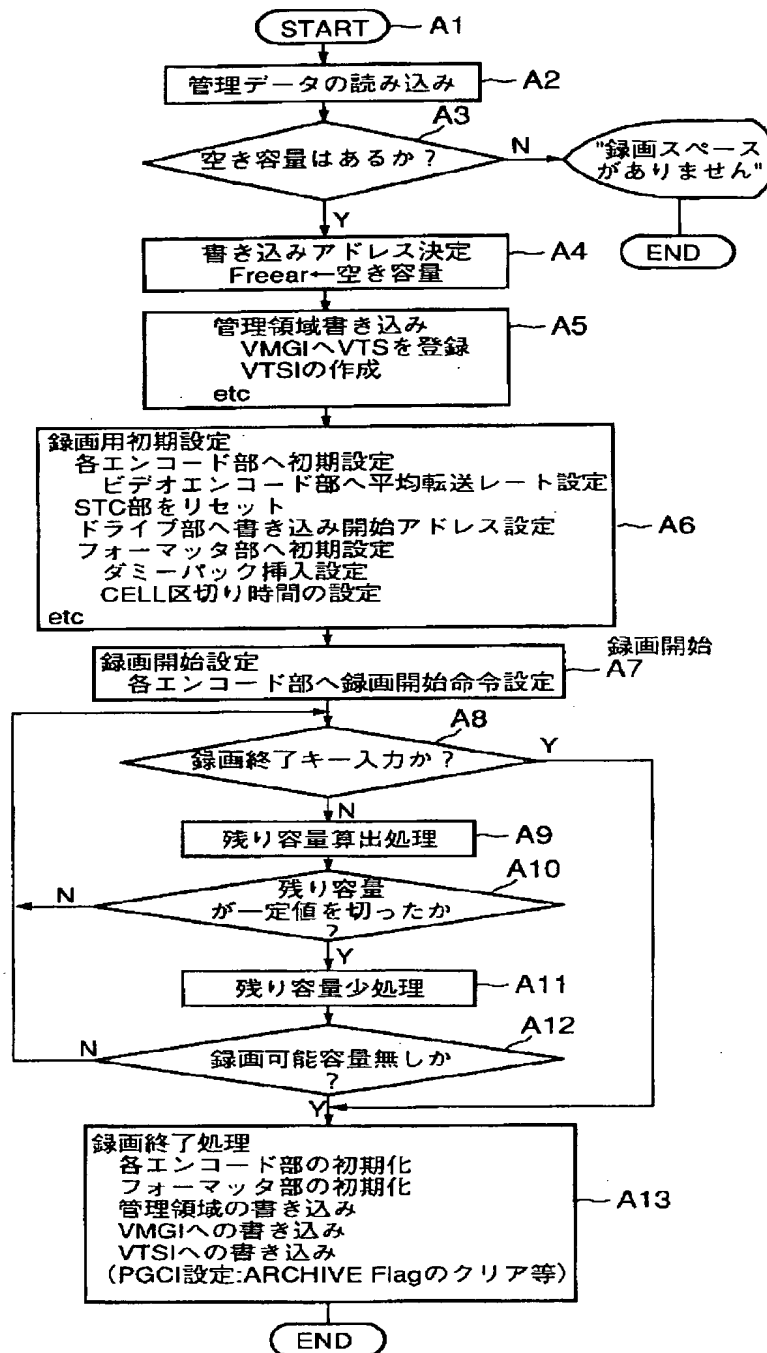 START
A1
管理データの読み込み
A2
A3
空き容量はあるか?
N
"録画スペース
がありません"
Y
END
書き込みアドレス決定
Freear←空き容量
A4
管理領域書き込み
VMGIへVTSを登録
VTSIの作成
etc
A5
録画用初期設定
各エンコード部へ初期設定
ビデオエンコード部へ平均転送レート設定
STC部をリセット
ドライブ部へ書き込み開始アドレス設定
フォーマッタ部へ初期設定
ダミーパック挿入設定
CELL区切り時間の設定
etc
A6
録画開始
録画開始設定
各エンコード部へ録画開始命令設定
A7
A8
録画終了キー入力か?
Y
N
残り容量算出処理
A9
A10
残り容量
が一定値を切ったか
?
N
Y
残り容量少処理
A11
A12
録画可能容量無しか
?
N
Y
録画終了処理
各エンコード部の初期化
フォーマッタ部の初期化
管理領域の書き込み
VMGIへの書き込み
VTSIへの書き込み
(PGCI設定:ARCHIVE Flagのクリア等)
A13
END